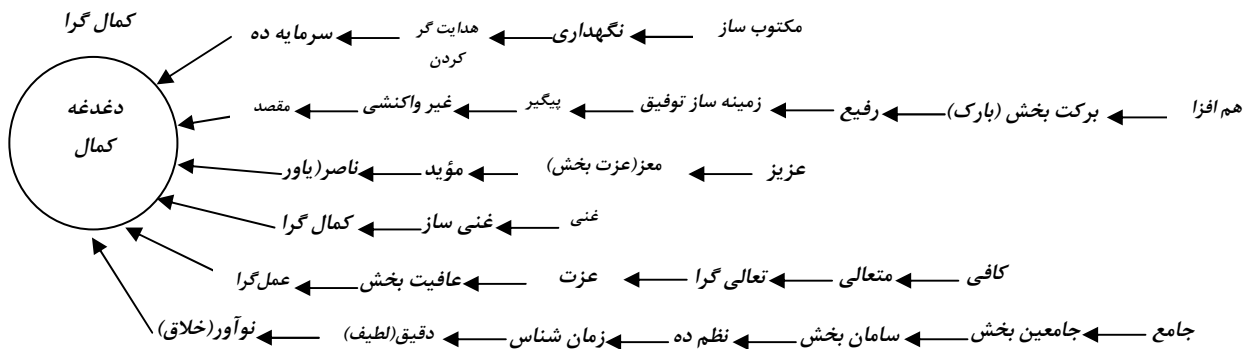 کمال گرا
مکتوب ساز نگهداری هدایت گر کردن سرمایه ده
دغدغه کمال
هم افزا برکت بخش (بارک) رفیع زمینه ساز توفیق پیگیر غیر واکنشی مقصد
عزیز معز(عزت بخش) مؤید ناصر(یاور
غنی غنی ساز کمال گرا
کافی متعالی تعالی گرا عزت عافیت بخش عمل‌گرا
جامع جامعین بخش سامان بخش نظم ده زمان شناس دقیق(لطیف) نوآور(خلاق)